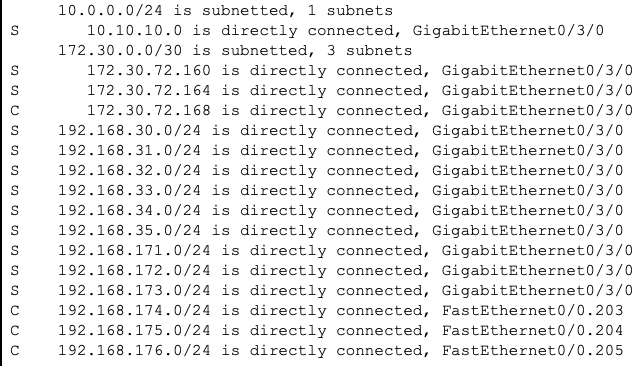 10.0.0.0/24 is subnetted, 1 subnets
S 10.10.10.0 is directly connected, GigabitEthernet0/3/0
172.30.0.0/30 is subnetted, 3 subnets
S 172.30.72.160 is directly connected, GigabitEthernet0/3/0
S 172.30.72.164 is directly connected, GigabitEthernet0/3/0
C 172.30.72.168 is directly connected, GigabitEthernet0/3/0
S 192.168.30.0/24 is directly connected, GigabitEthernet0/3/0
S 192.168.31.0/24 is directly connected, GigabitEthernet0/3/0
S 192.168.32.0/24 is directly connected, GigabitEthernet0/3/0
S 192.168.33.0/24 is directly connected, GigabitEthernet0/3/0
S 192.168.34.0/24 is directly connected, GigabitEthernet0/3/0
S 192.168.35.0/24 is directly connected, GigabitEthernet0/3/0
S 192.168.171.0/24 is directly connected, GigabitEthernet0/3/0
S 192.168.172.0/24 is directly connected, GigabitEthernet0/3/0
S 192.168.173.0/24 is directly connected, GigabitEthernet0/3/0
C 192.168.174.0/24 is directly connected, FastEthernet0/0.203
C 192.168.175.0/24 is directly connected, FastEthernet0/0.204
C 192.168.176.0/24 is directly connected, FastEthernet0/0.205